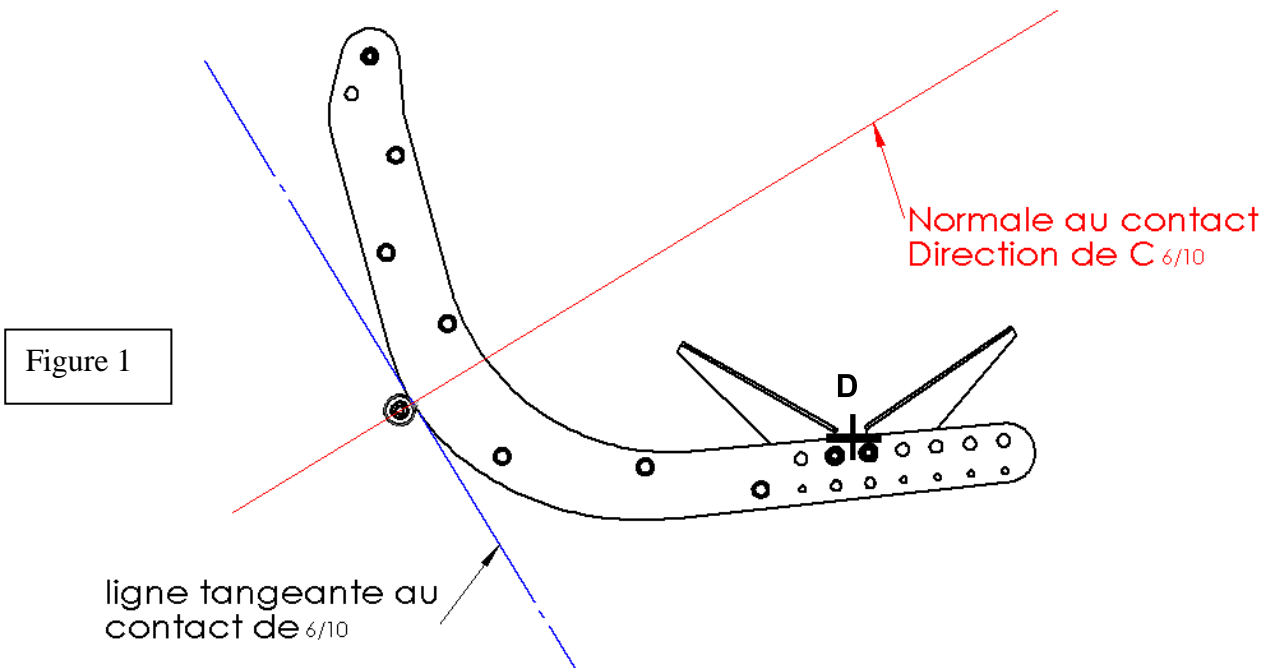 Normale au contact
Direction de C 6/10
Figure 1
D
ligne tangeante au
contact de 6/10